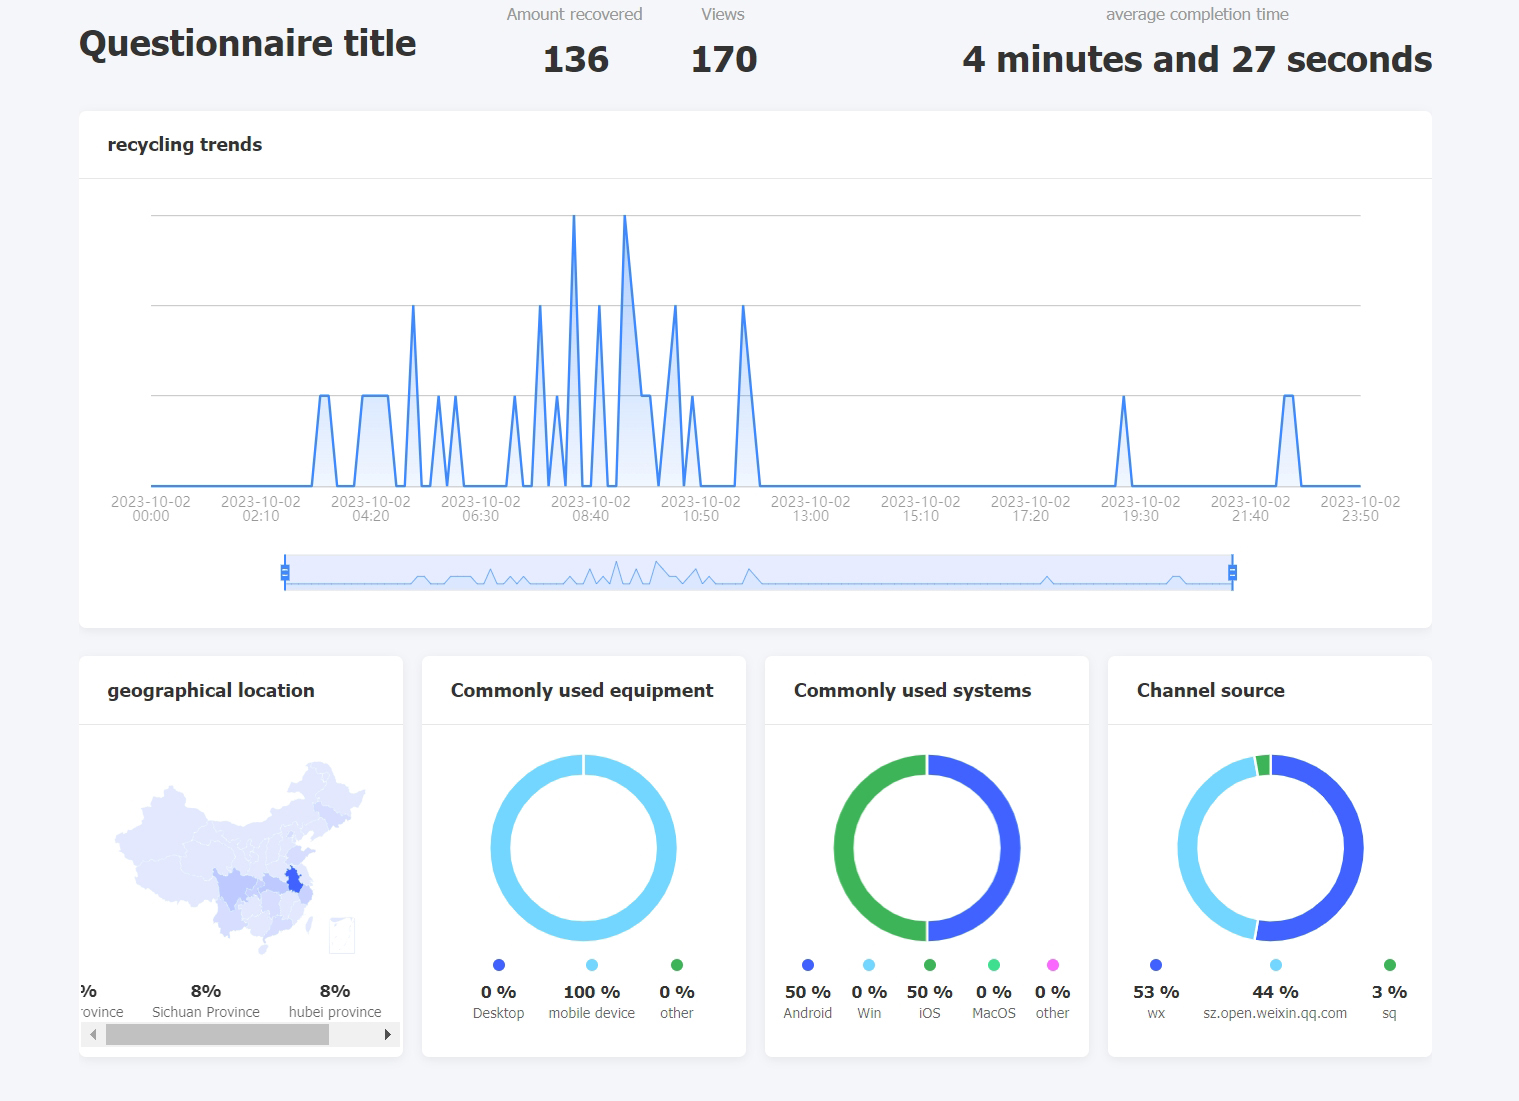 Questionnaire title
Amount recovered
136
Views
170
average completion time
4 minutes and 27 seconds
recycling trends
2023-10-02 2023-10-02 2023-10-02 2023-10-02 2023-10-02 2023-10-02 2023-10-02 2023-10-02 2023-10-02 2023-10-02 2023-10-02 2023-10-02
00:00 02:10 04:20 06:30 08:40 10:50 13:00 15:10 17:20 19:30 21:40 23:50
geographical location
% 8% 8%
rovince Sichuan Province hubei province
Commonly used equipment
0 % 100 % 0 %
Desktop mobile device other
Commonly used systems
50 % 0 % 50 % 0 % 0 %
Android Win iOS MacOS other
Channel source
53 % 44 % 3 %
wx sz.open.weixin.qq.com sq